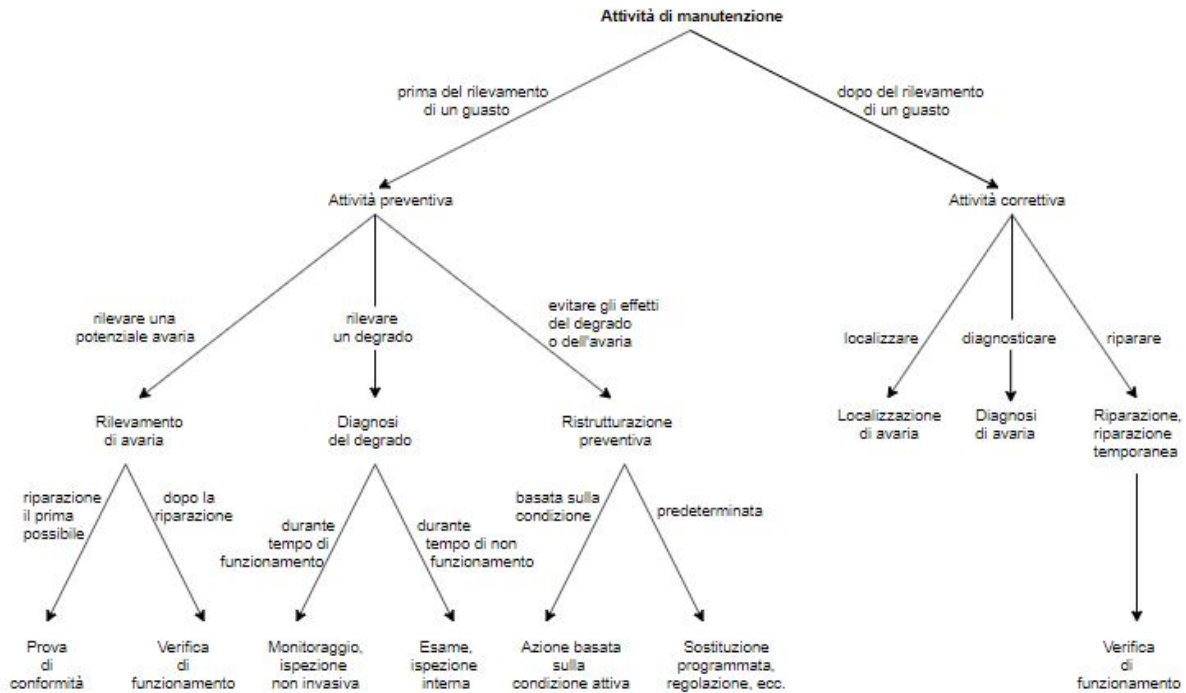 Attività di manutenzione
prima del rilevamento
di un guasto
dopo del rilevamento
di un guasto
Attività preventiva
Attività correttiva
rilevare una
potenziale avaria
rilevare
un degrado
evitare gli effetti
del degrado
o dell'avaria
localizzare
diagnosticare
riparare
Rilevamento
di avaria
Diagnosi
del degrado
Ristrutturazione
preventiva
Localizzazione
di avaria
Diagnosi
di avaria
Riparazione,
riparazione
temporanea
riparazione
il prima
possibile
dopo la
riparazione
durante
tempo di
funzionamento
durante
tempo di non
funzionamento
basata sulla
condizione
predeterminata
Prova
di
conformità
Verifica
di
funzionamento
Monitoraggio,
ispezione
non invasiva
Esame,
ispezione
interna
Azione basata
sulla
condizione attiva
Sostituzione
programmata,
regolazione, ecc.
Verifica
di
funzionamento